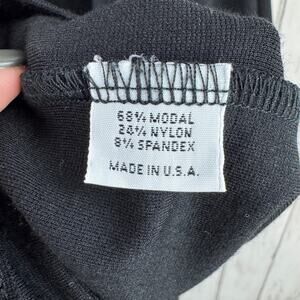 68% MODAL
24% NYLON
8% SPANDEX
MADE IN U.S.A.